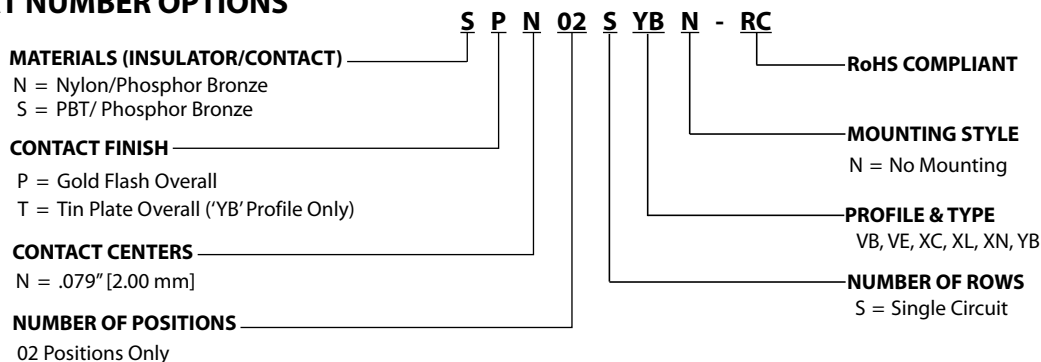 RT NUMBER OPTIONS
S P N 02 S YB N - RC
MATERIALS (INSULATOR/CONTACT)
N = Nylon/Phosphor Bronze
S = PBT/ Phosphor Bronze
CONTACT FINISH
P = Gold Flash Overall
T = Tin Plate Overall ('YB' Profile Only)
CONTACT CENTERS
N = .079" [2.00 mm]
NUMBER OF POSITIONS
02 Positions Only
RoHS COMPLIANT
MOUNTING STYLE
N = No Mounting
PROFILE & TYPE
VB, VE, XC, XL, XN, YB
NUMBER OF ROWS
S = Single Circuit